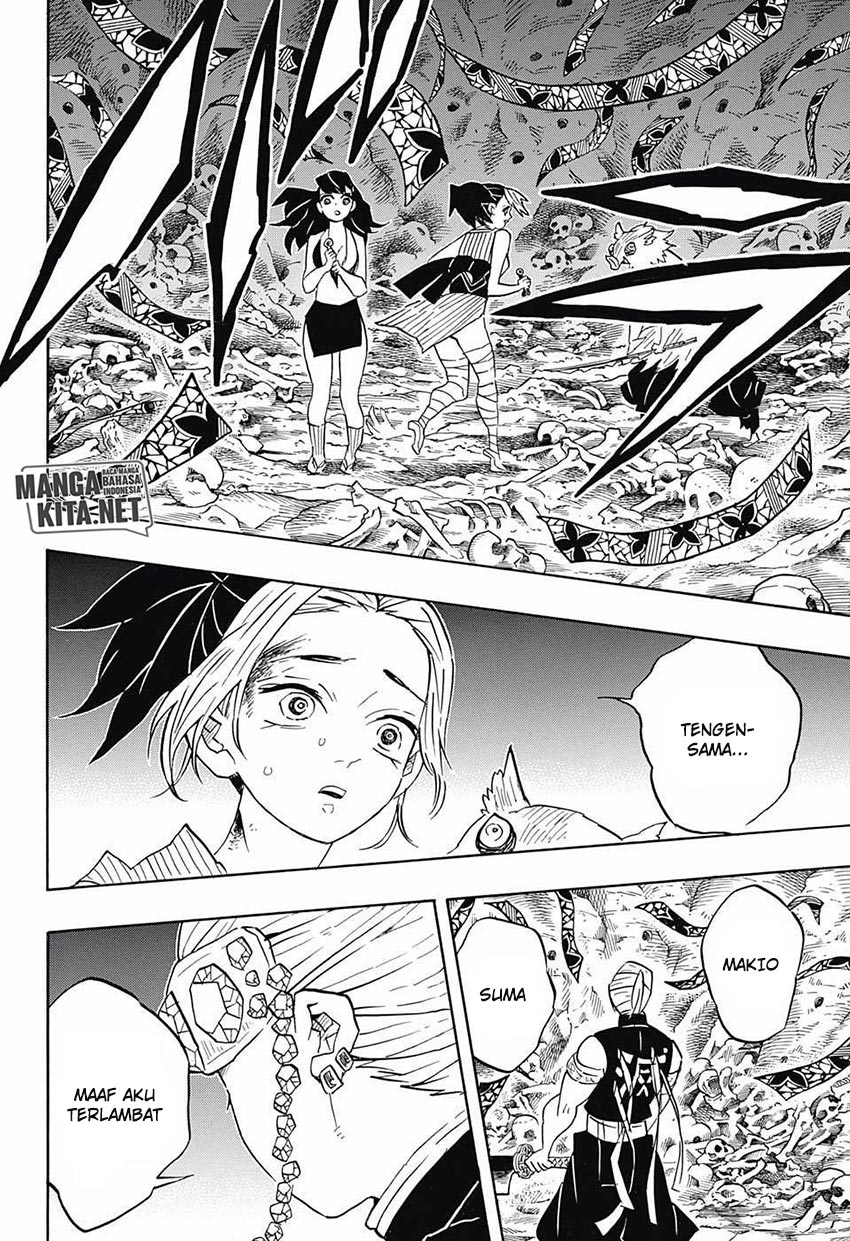 MANGA
KITA.NET
BACA MANGA
BAHASA
INDONESIA
TENGEN-
SAMA...
MAKIO
SUMA
MAAF AKU
TERLAMBAT